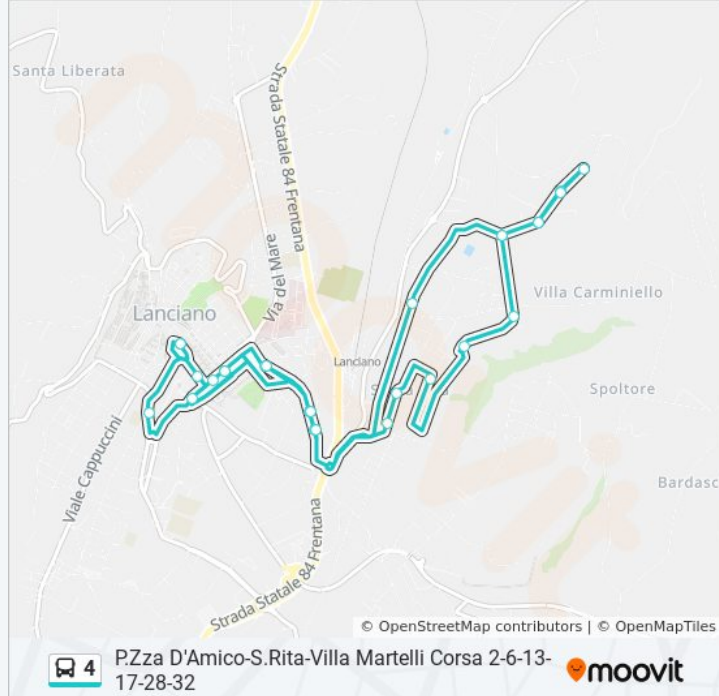 Santa Liberata
Strada Statale 84 Frentana
Via del Mare
Lanciano
Villa Carminiello
Lanciano
Spoltore
Viale Cappuccini
Bardasc
Strada Statale 84 Frentana
© OpenStreetMap contributors | © OpenMapTiles
4
P.Zza D'Amico-S.Rita-Villa Martelli Corsa 2-6-13-
17-28-32
moovit